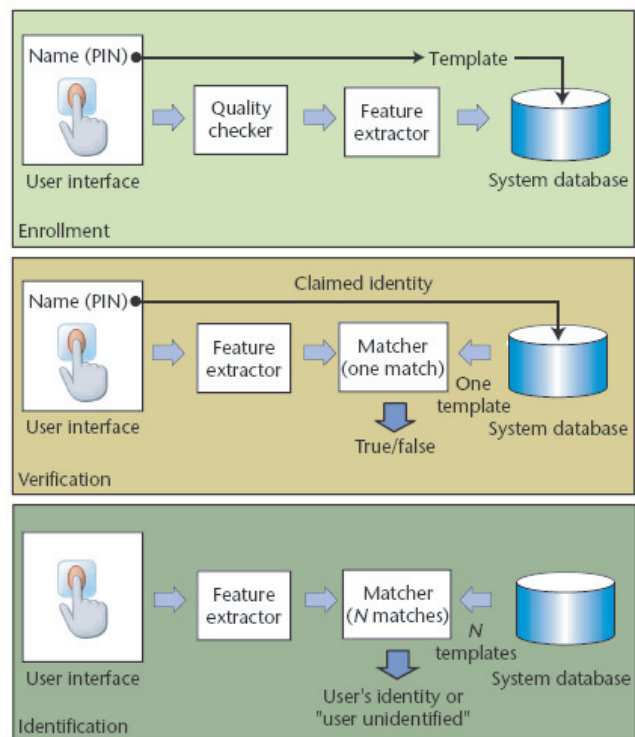 Name (PIN)
Template
Quality
checker
Feature
extractor
User interface
System database
Enrollment
Name (PIN)
Claimed identity
Feature
extractor
Matcher
(one match)
One
template
User interface
True/false
System database
Verification
Feature
extractor
Matcher
(N matches)
N
templates
User interface
System database
User's identity or
"user unidentified"
Identification